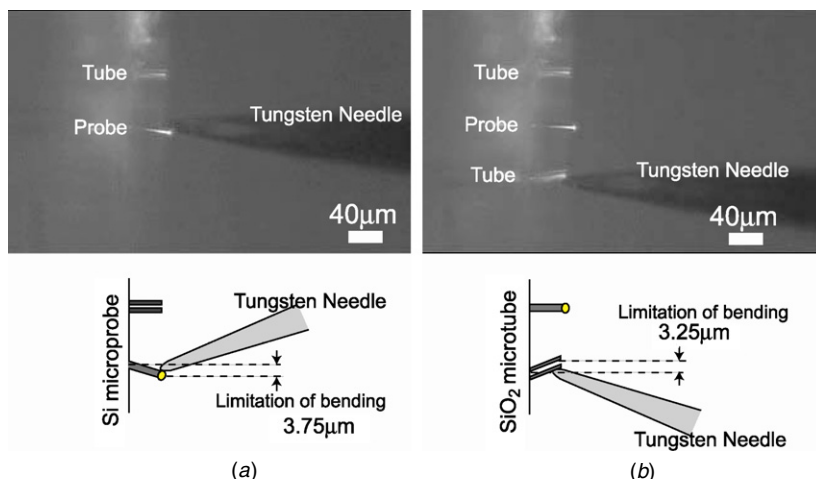 Tube
Tungsten Needle
Probe
40µm
Tube
Probe
Tube
Tungsten Needle
40µm
Si microprobe
Tungsten Needle
Limitation of bending
3.75µm
(a)
SiO₂ microtube
Limitation of bending
3.25µm
Tungsten Needle
(b)